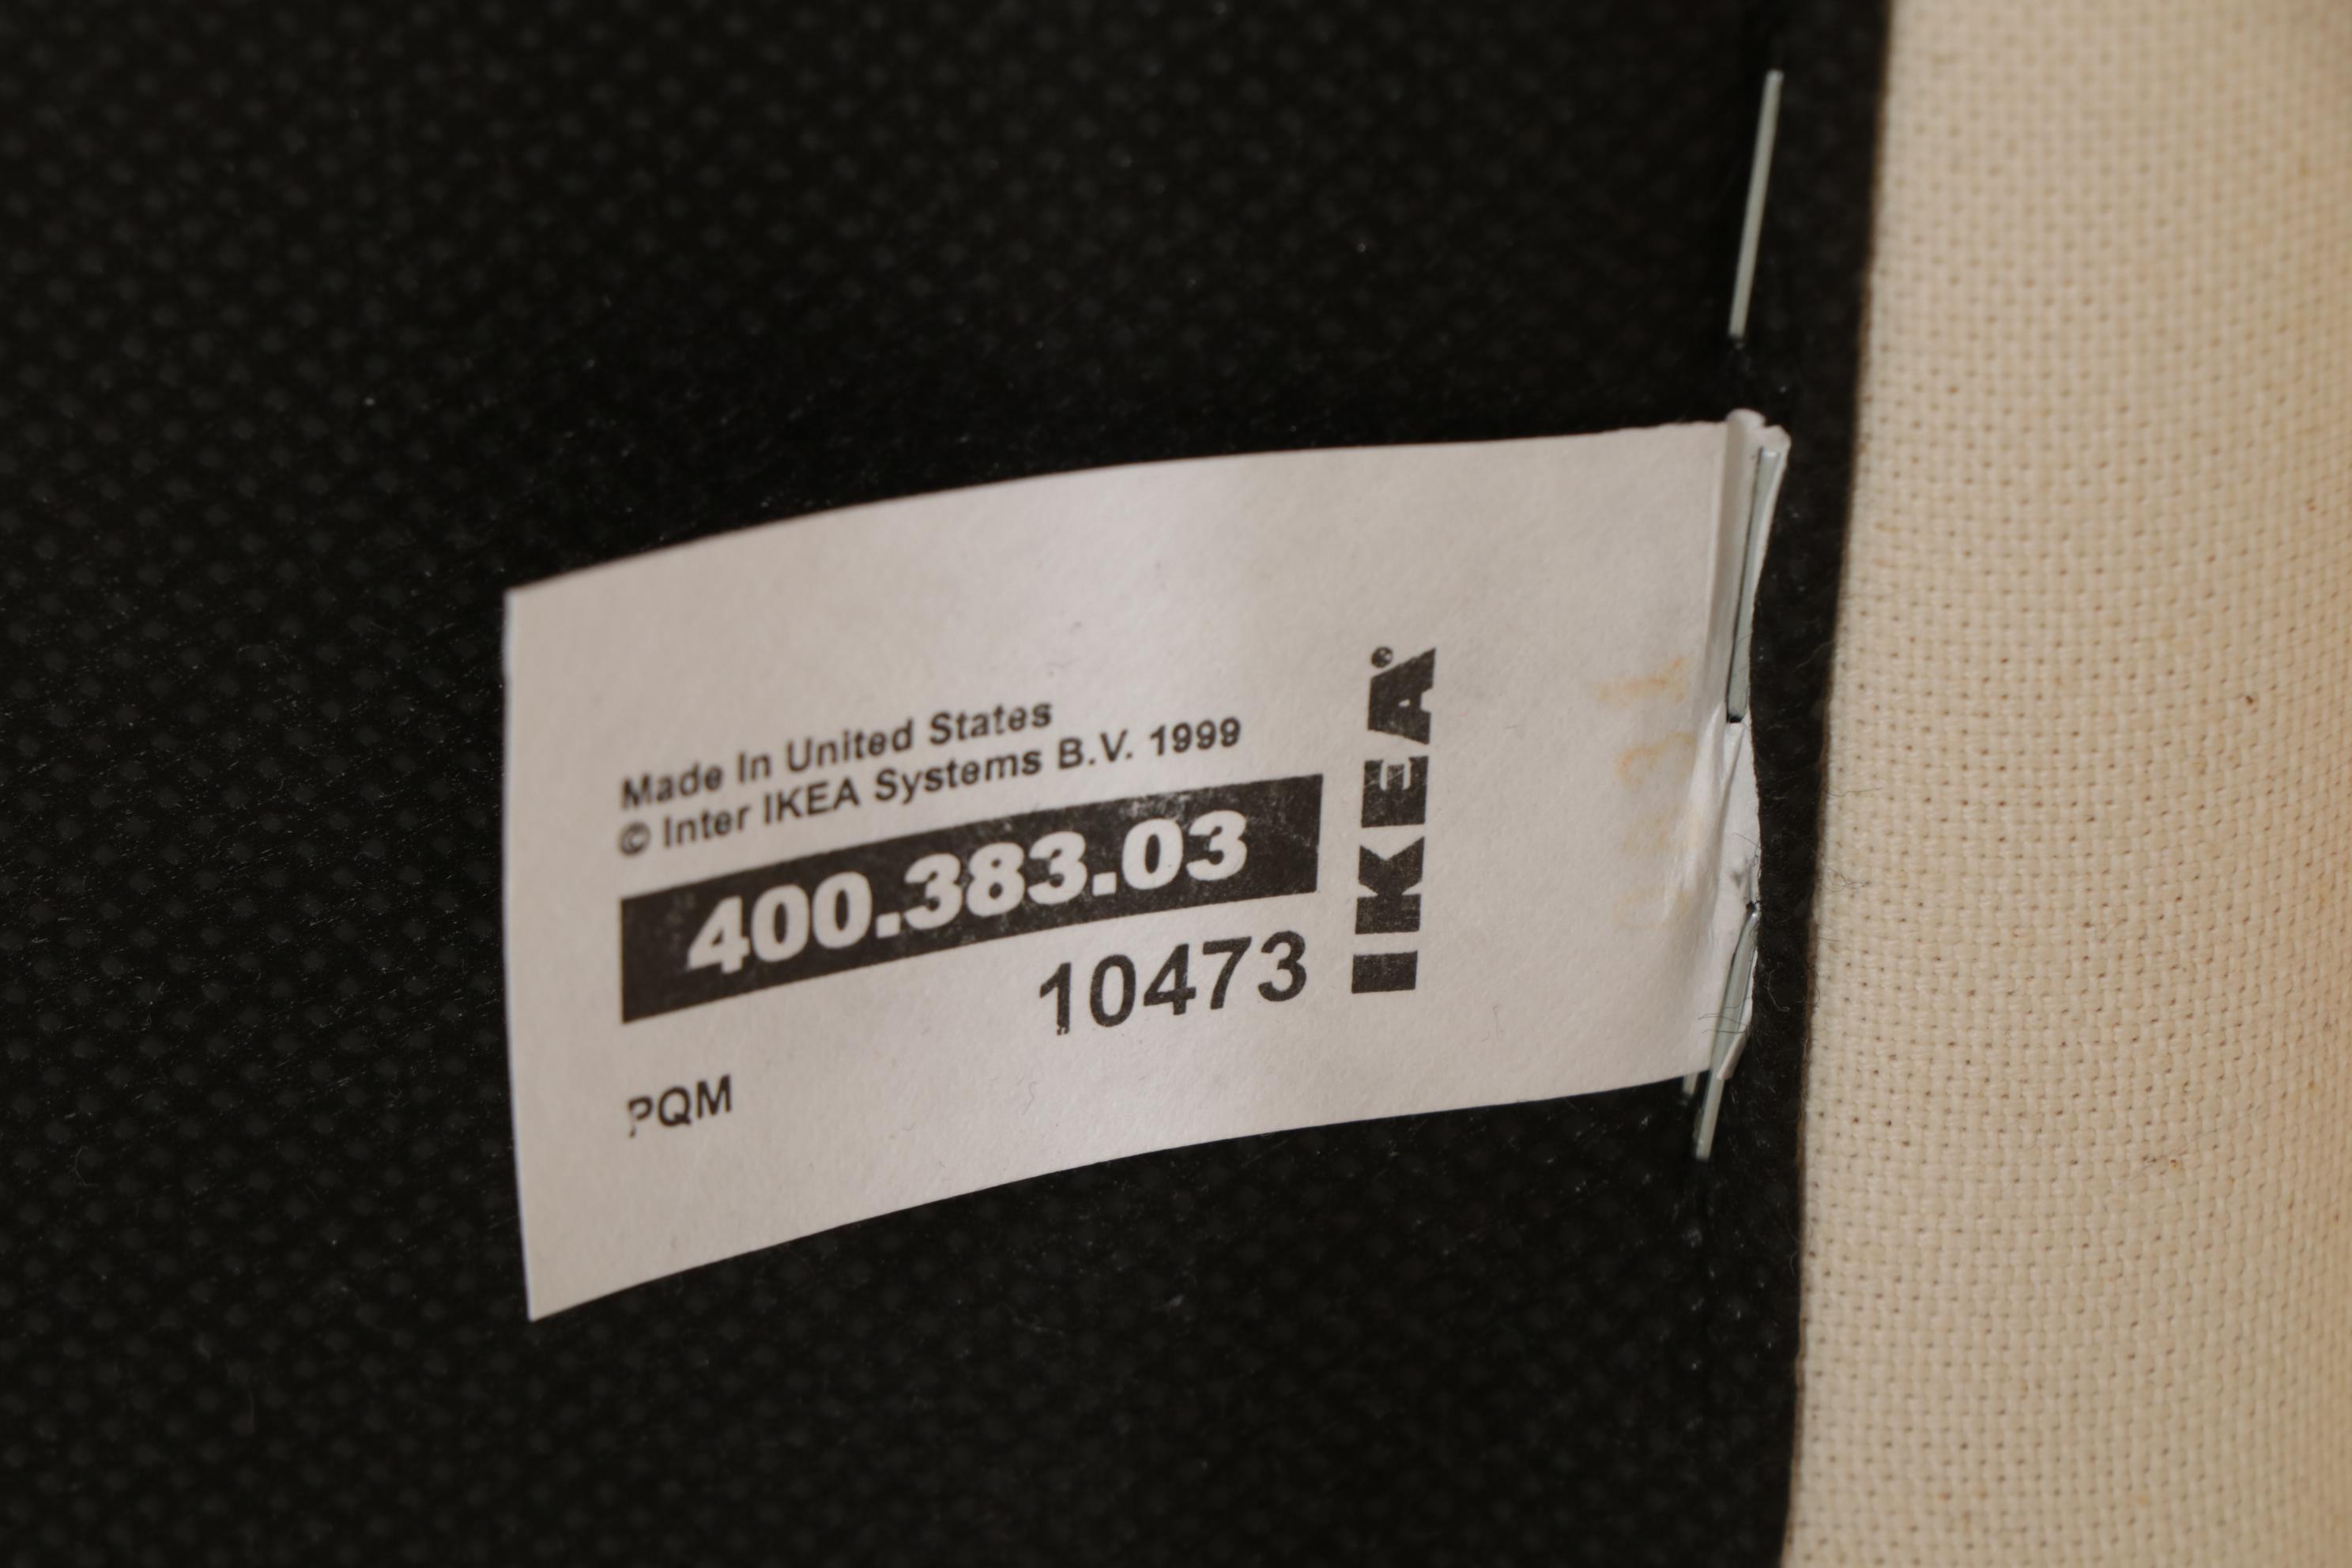 Made In United States
© Inter IKEA Systems B.V. 1999
400.383.03
10473
PQM
IKEA®